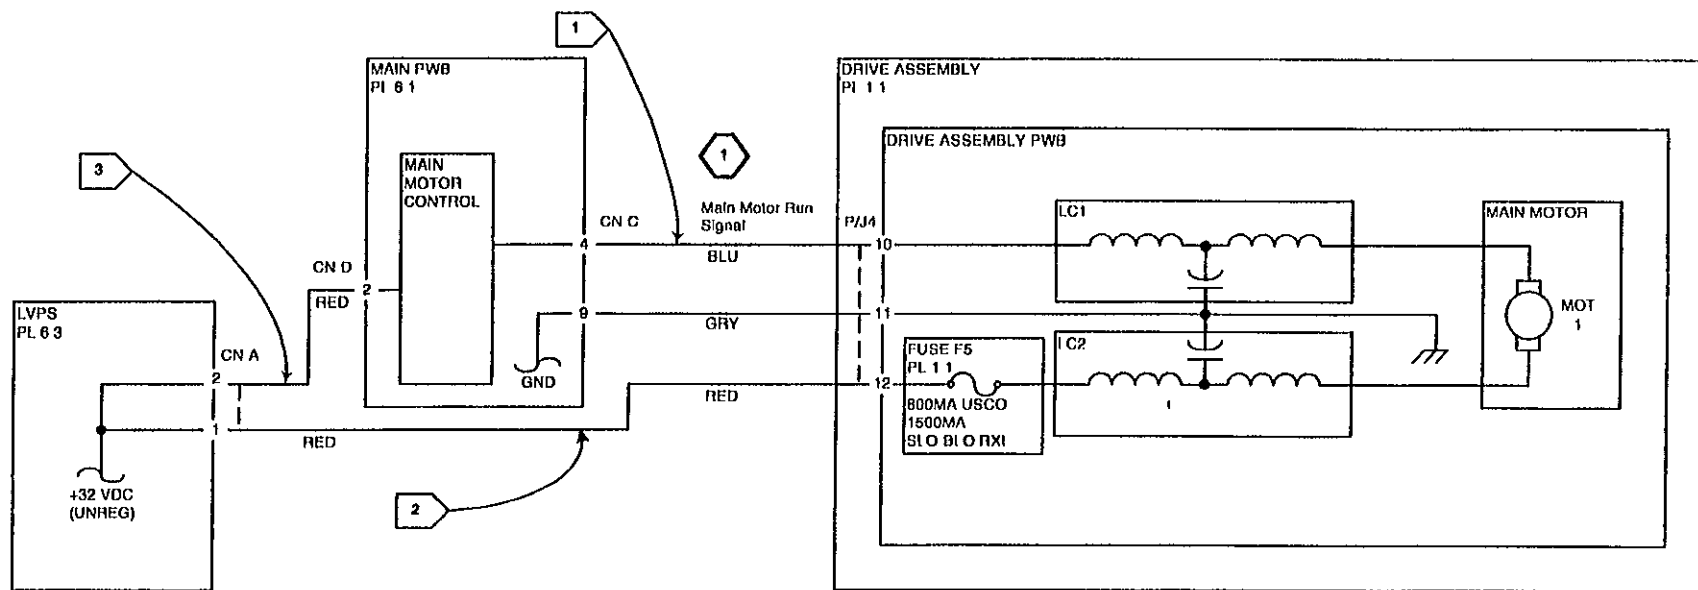 1
MAIN PWB
PL 6 1
DRIVE ASSEMBLY
PL 1 1
DRIVE ASSEMBLY PWB
3
MAIN
MOTOR
CONTROL
1
Main Motor Run
Signal
CN C
P/J4
LC1
MAIN MOTOR
4
BLU
10
CN D
2
RED
MOT
1
LVPS
PL 6 3
9
GRY
11
GND
CN A
FUSE F5
PL 1 1
LC2
2
RED
12
800MA USCO
1500MA
SLO BLO RXL
1
RED
+32 VDC
(UNREG)
2